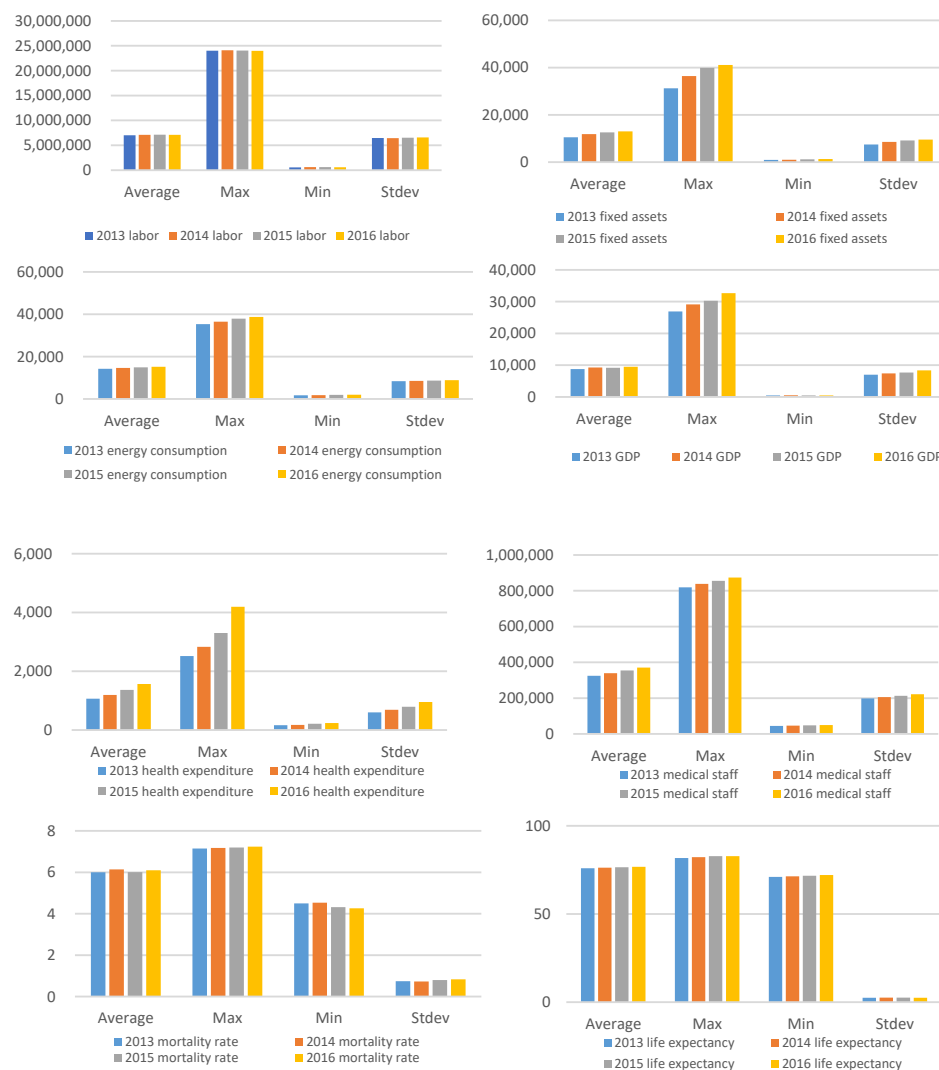 30,000,000
25,000,000
20,000,000
15,000,000
10,000,000
5,000,000
0
Average Max Min Stdev
2013 labor 2014 labor 2015 labor 2016 labor
60,000
40,000
20,000
0
Average Max Min Stdev
2013 fixed assets 2014 fixed assets
2015 fixed assets 2016 fixed assets
60,000
40,000
20,000
0
Average Max Min Stdev
2013 energy consumption 2014 energy consumption
2015 energy consumption 2016 energy consumption
40,000
30,000
20,000
10,000
0
Average Max Min Stdev
2013 GDP 2014 GDP 2015 GDP 2016 GDP
6,000
4,000
2,000
0
Average Max Min Stdev
2013 health expenditure 2014 health expenditure
2015 health expenditure 2016 health expenditure
1,000,000
800,000
600,000
400,000
200,000
0
Average Max Min Stdev
2013 medical staff 2014 medical staff
2015 medical staff 2016 medical staff
8
6
4
2
0
Average Max Min Stdev
2013 mortality rate 2014 mortality rate
2015 mortality rate 2016 mortality rate
100
50
0
Average Max Min Stdev
2013 life expectancy 2014 life expectancy
2015 life expectancy 2016 life expectancy